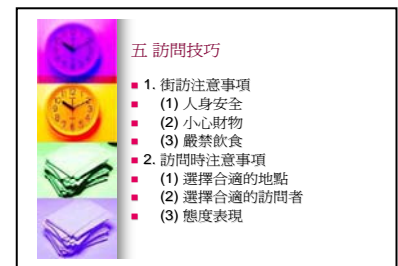 五 訪問技巧
1. 街訪注意事項
(1) 人身安全
(2) 小心財物
(3) 嚴禁飲食
2. 訪問時注意事項
(1) 選擇合適的地點
(2) 選擇合適的訪問者
(3) 態度表現